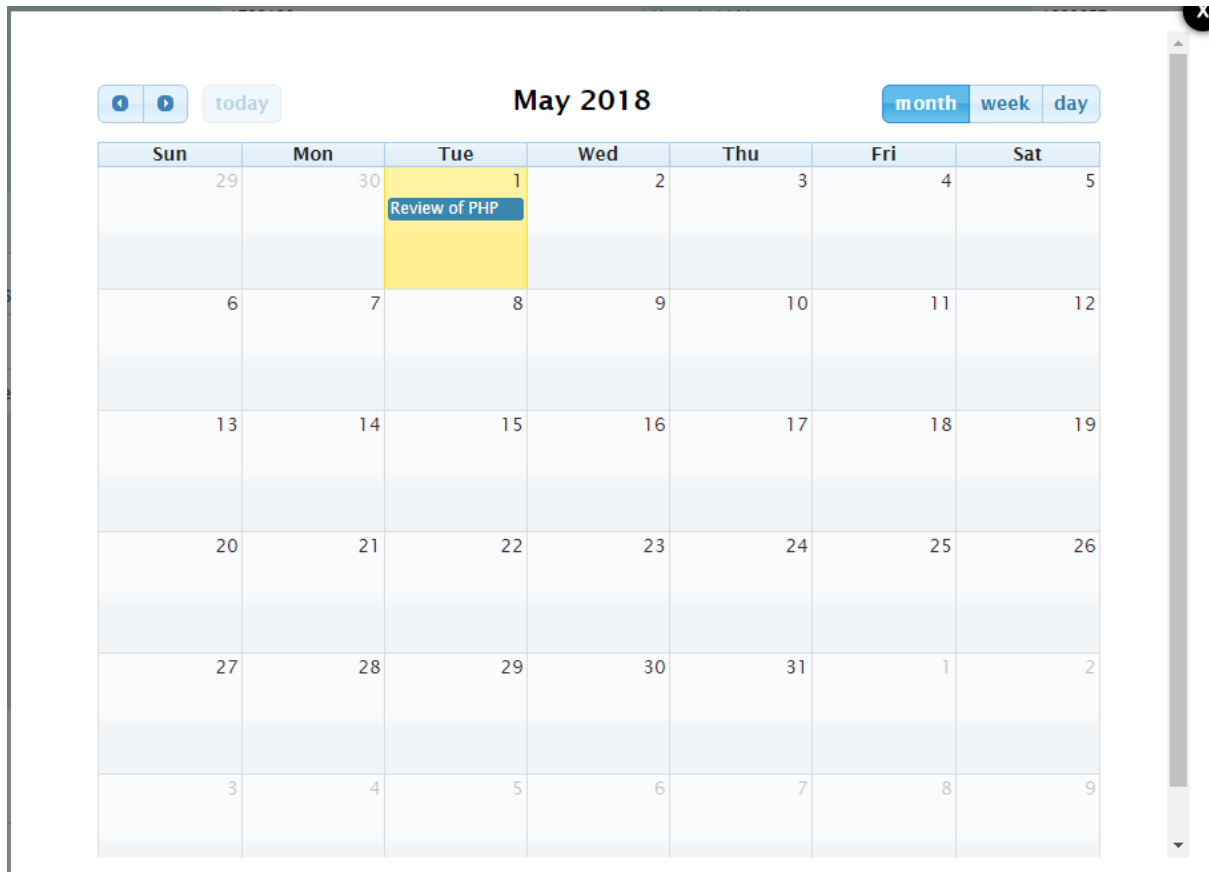 today May 2018 month week day
Sun Mon Tue Wed Thu Fri Sat
29 30 1 2 3 4 5
Review of PHP
6 7 8 9 10 11 12
13 14 15 16 17 18 19
20 21 22 23 24 25 26
27 28 29 30 31 1 2
3 4 5 6 7 8 9